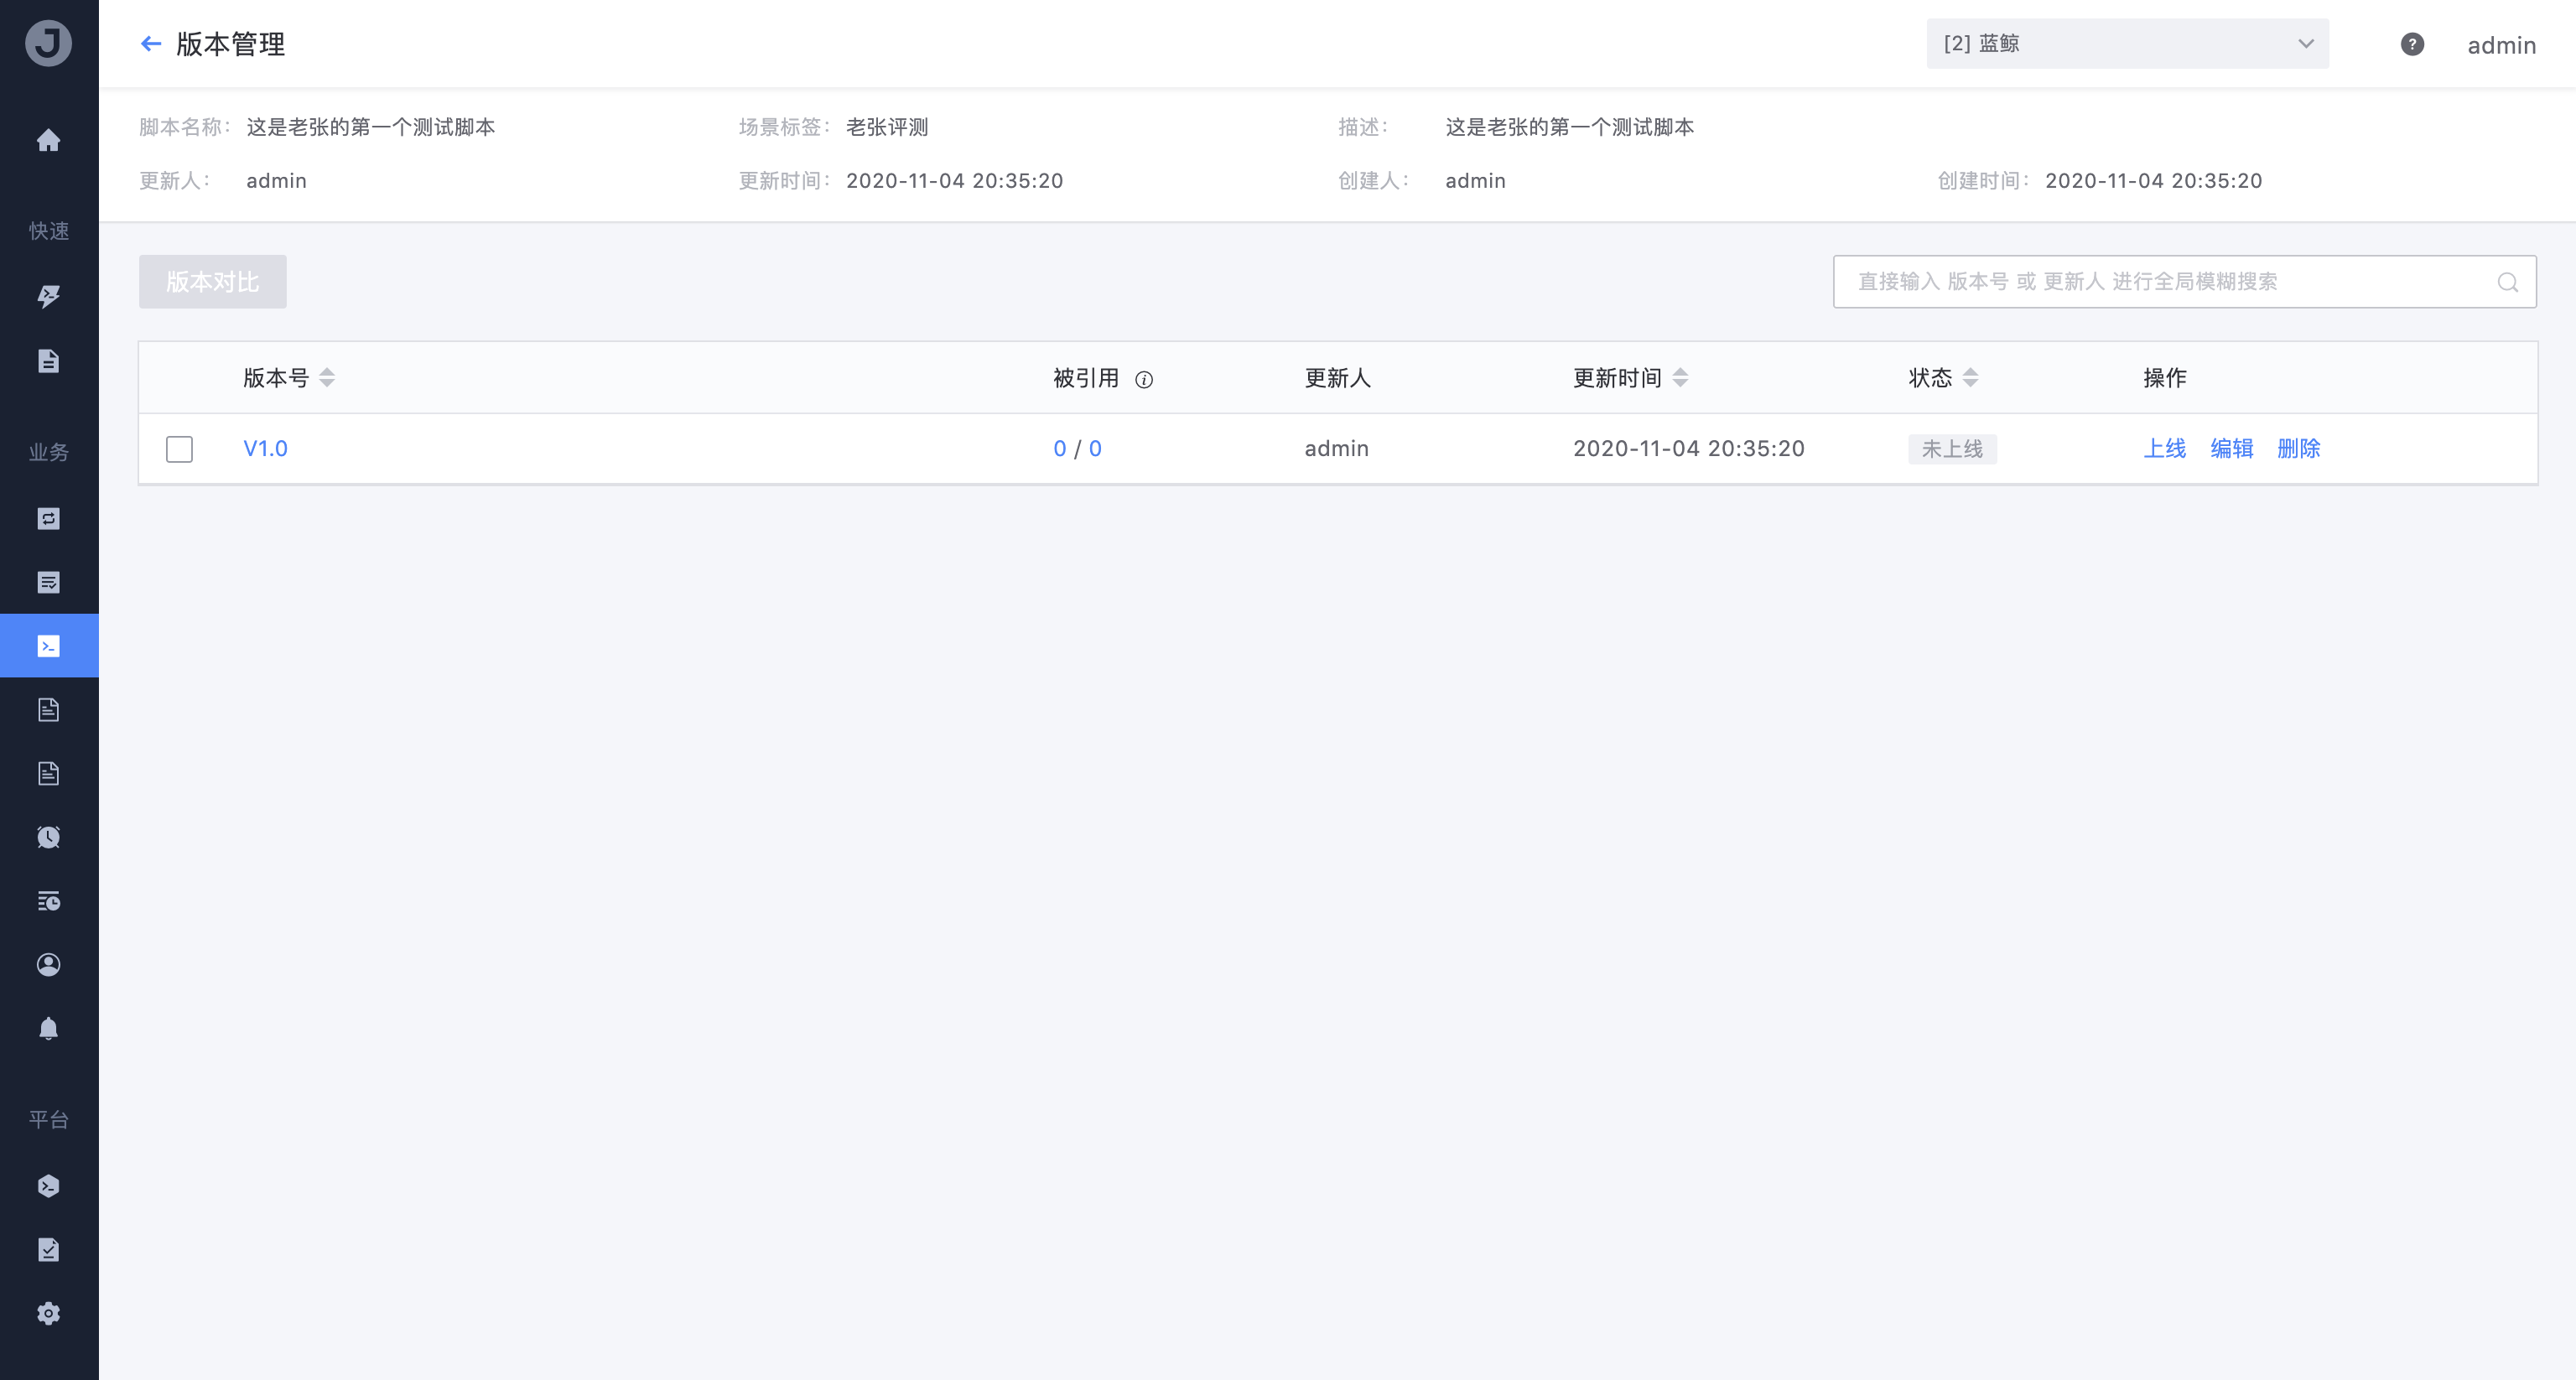 J
版本管理
[2] 蓝鲸
?
admin
脚本名称： 这是老张的第一个测试脚本
场景标签： 老张评测
描述： 这是老张的第一个测试脚本
更新人： admin
更新时间： 2020-11-04 20:35:20
创建人： admin
创建时间： 2020-11-04 20:35:20
快速
业务
平台
版本对比
直接输入 版本号 或 更新人 进行全局模糊搜索
版本号 被引用 更新人 更新时间 状态 操作
V1.0 0 / 0 admin 2020-11-04 20:35:20 未上线 上线 编辑 删除